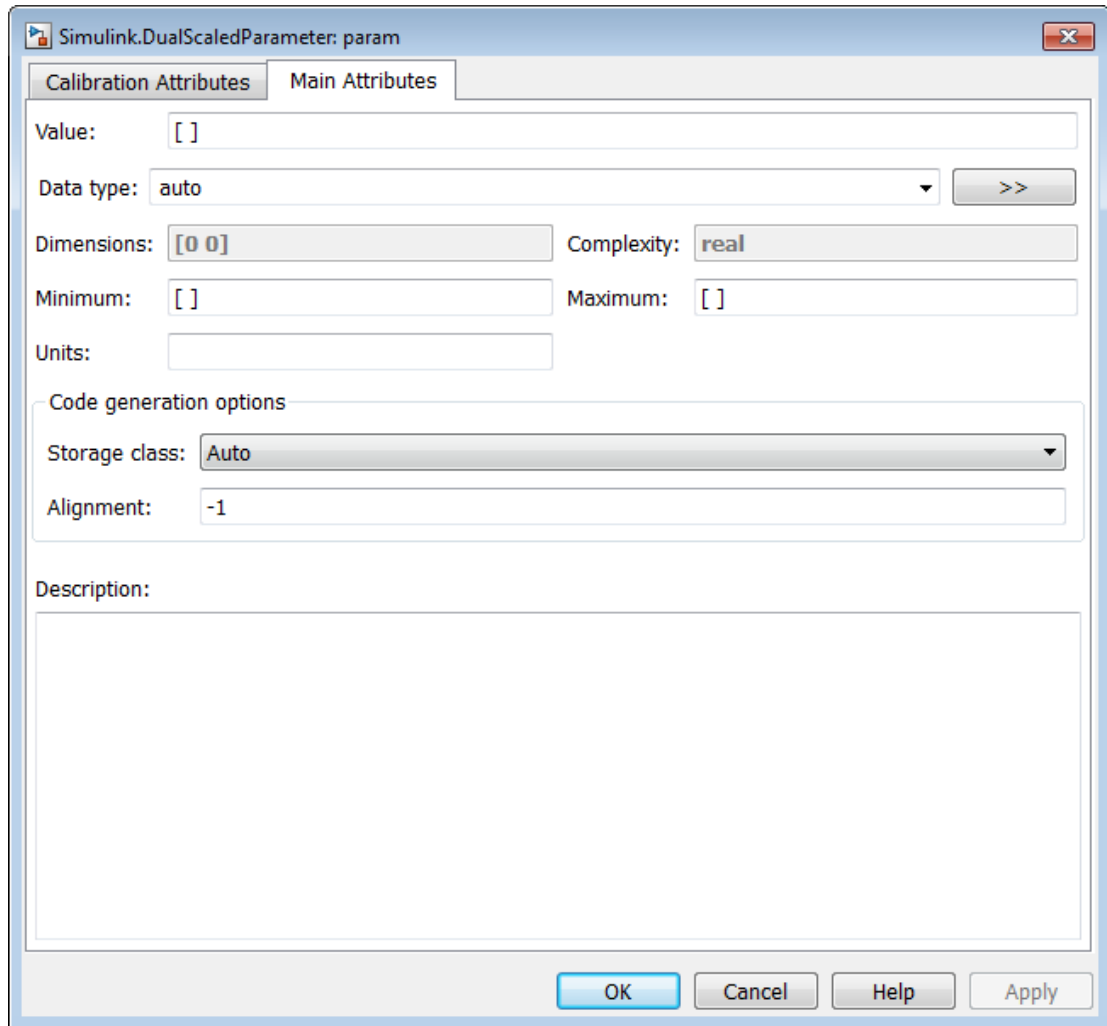 Simulink.DualScaledParameter: param
Calibration Attributes Main Attributes
Value: [ ]
Data type: auto >>
Dimensions: [0 0] Complexity: real
Minimum: [ ] Maximum: [ ]
Units:
Code generation options
Storage class: Auto
Alignment: -1
Description:
OK Cancel Help Apply